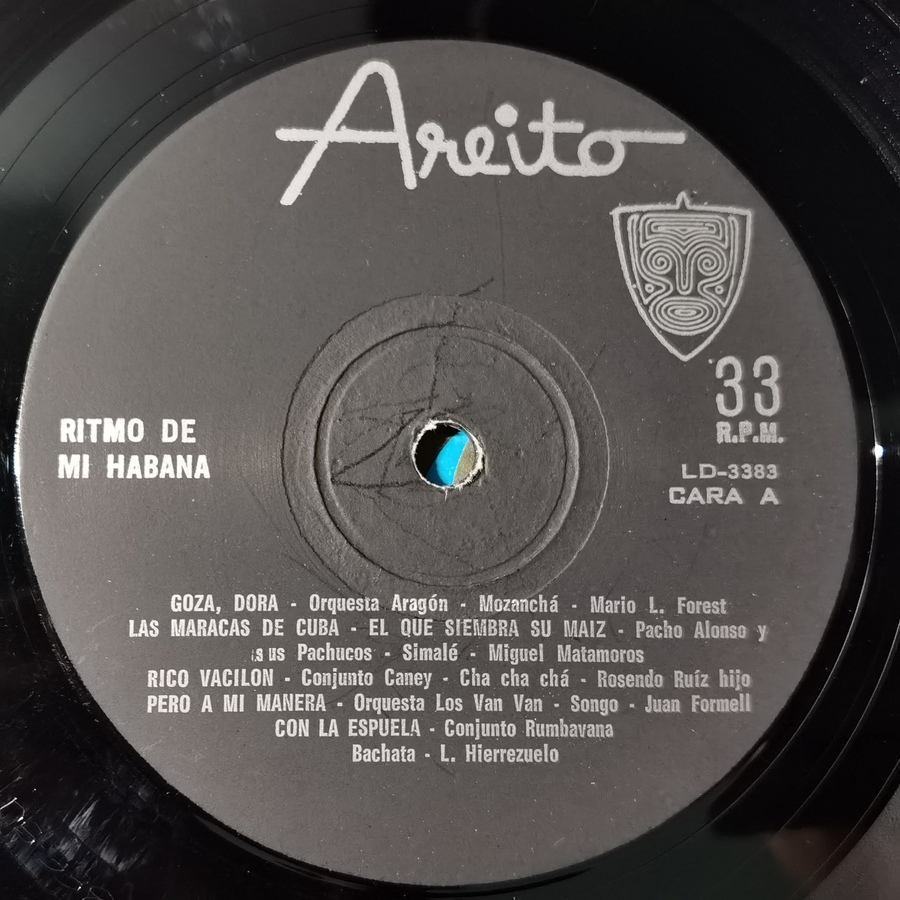 Areito
33
R.P.M.
RITMO DE
MI HABANA
LD-3383
CARA A
GOZA, DORA - Orquesta Aragón - Mozanchá - Mario L. Forest
LAS MARACAS DE CUBA - EL QUE SIEMBRA SU MAIZ - Pacho Alonso y
sus Pachucos - Simalé - Miguel Matamoros
RICO VACILON - Conjunto Caney - Cha cha chá - Rosendo Ruíz hijo
PERO A MI MANERA - Orquesta Los Van Van - Songo - Juan Formell
CON LA ESPUELA - Conjunto Rumbavana
Bachata - L. Hierrezuelo